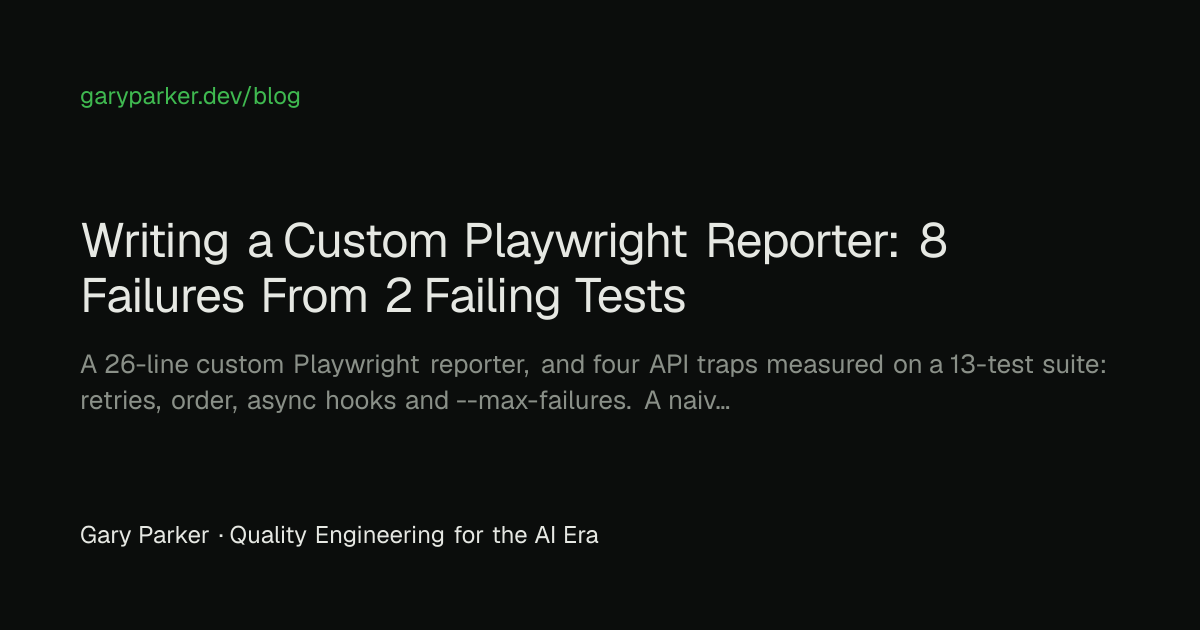 garyparker.dev/blog
Writing a Custom Playwright Reporter: 8
Failures From 2 Failing Tests
A 26-line custom Playwright reporter, and four API traps measured on a 13-test suite:
retries, order, async hooks and --max-failures. A naiv…
Gary Parker · Quality Engineering for the AI Era